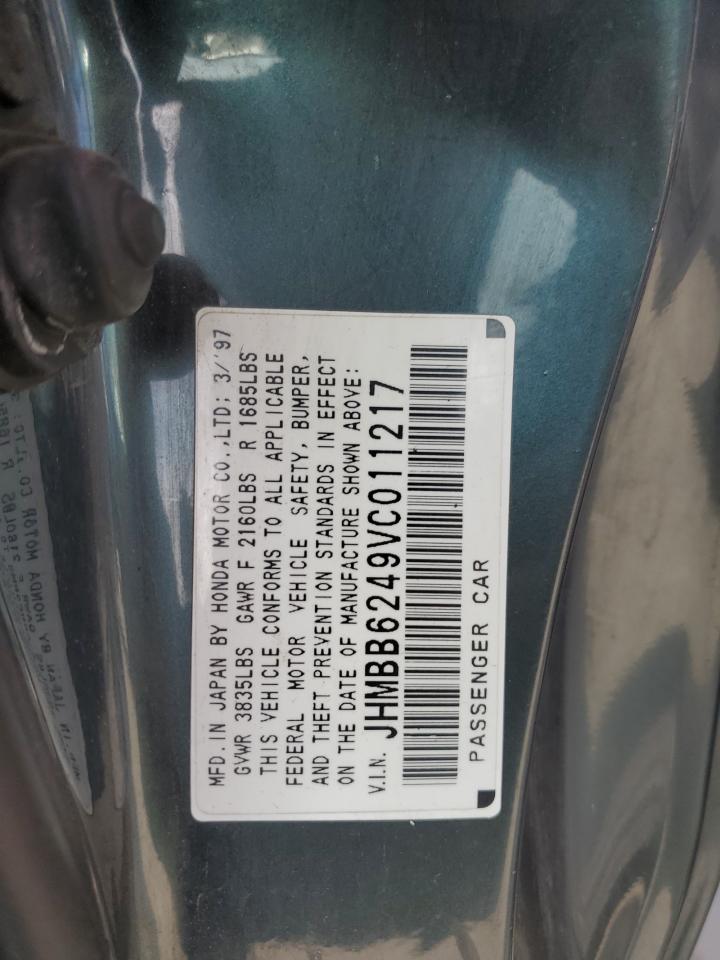 MFD. IN JAPAN BY HONDA MOTOR CO.,LTD; 3/'97
GVWR 3835LBS GAWR F 2160LBS R 1685LBS
THIS VEHICLE CONFORMS TO ALL APPLICABLE
FEDERAL MOTOR VEHICLE SAFETY, BUMPER,
AND THEFT PREVENTION STANDARDS IN EFFECT
ON THE DATE OF MANUFACTURE SHOWN ABOVE:
V.I.N. JHMBB6249VC011217
PASSENGER CAR